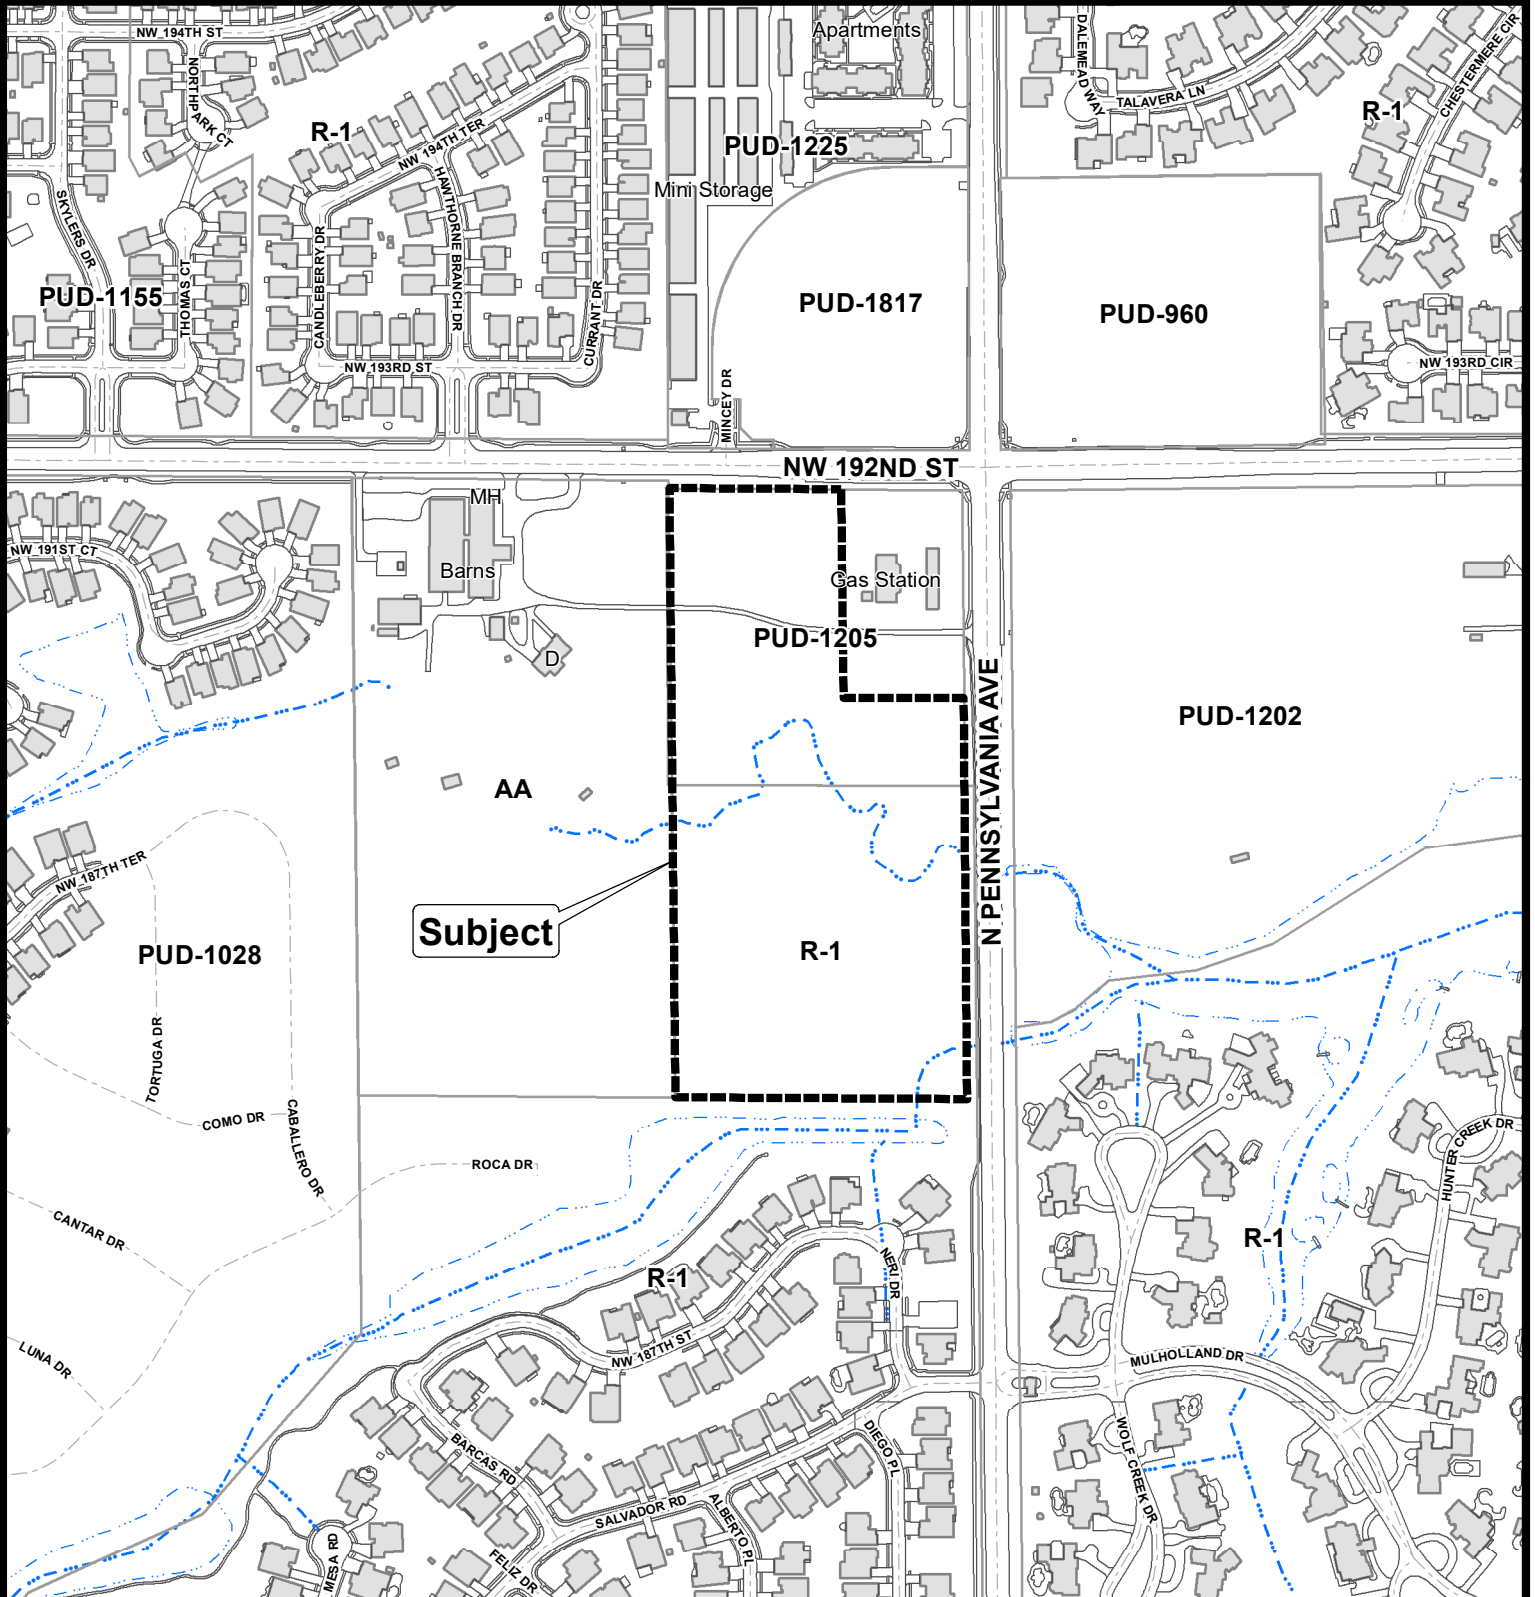 NW 194TH ST
Apartments
DALEMEAD WAY
TALAVERA LN
CHESTERMERE CIR
R-1
NORTHPARK CT
R-1
NW 194TH TER
PUD-1225
Mini Storage
SKYLERS DR
THOMAS CT
CANDLEBERRY DR
HAWTHORNE BRANCH DR
CURRANT DR
PUD-1155
PUD-1817
PUD-960
NW 193RD ST
MINCEY DR
NW 193RD CIR
NW 192ND ST
MH
NW 191ST CT
Barns
Gas Station
PUD-1205
D
N PENNSYLVANIA AVE
PUD-1202
AA
NW 187TH TER
Subject
PUD-1028
R-1
TORTUGA DR
COMO DR
CABALLERO DR
ROCA DR
HUNTER CREEK DR
CANTAR DR
R-1
R-1
NERI DR
LUNA DR
NW 187TH ST
MULHOLLAND DR
BARCAS RD
DIEGO PL
WOLF CREEK DR
SALVADOR RD
ALBERTO PL
MESA RD
FELIZ DR